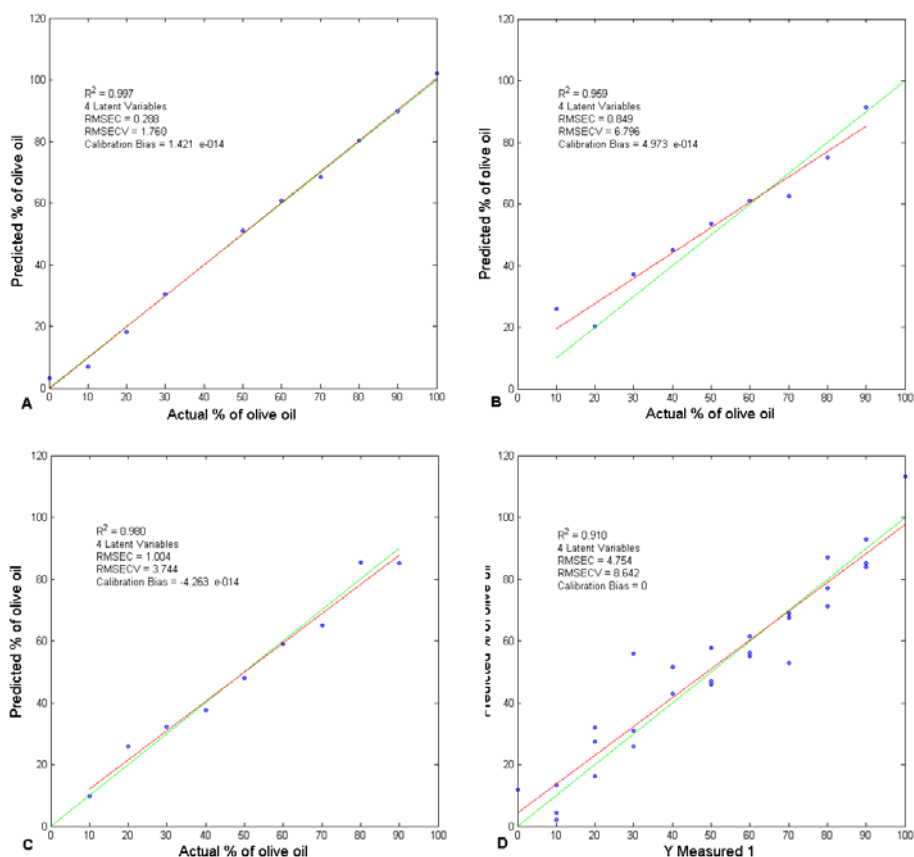 120
100
80
60
40
20
0
R² = 0.997
4 Latent Variables
RMSEC = 0.288
RMSECV = 1.760
Calibration Bias = 1.421 e-014
Predicted % of olive oil
0 10 20 30 40 50 60 70 80 90 100
A
Actual % of olive oil
120
100
80
60
40
20
0
R² = 0.959
4 Latent Variables
RMSEC = 0.849
RMSECV = 6.796
Calibration Bias = 4.973 e-014
Predicted % of olive oil
0 10 20 30 40 50 60 70 80 90 100
B
Actual % of olive oil
120
100
80
60
40
20
0
R² = 0.980
4 Latent Variables
RMSEC = 1.004
RMSECV = 3.744
Calibration Bias = -4.263 e-014
Predicted % of olive oil
0 10 20 30 40 50 60 70 80 90 100
C
Actual % of olive oil
120
100
80
60
40
20
0
R² = 0.910
4 Latent Variables
RMSEC = 4.754
RMSECV = 8.642
Calibration Bias = 0
Predicted % of olive oil
0 10 20 30 40 50 60 70 80 90 100
D
Y Measured 1